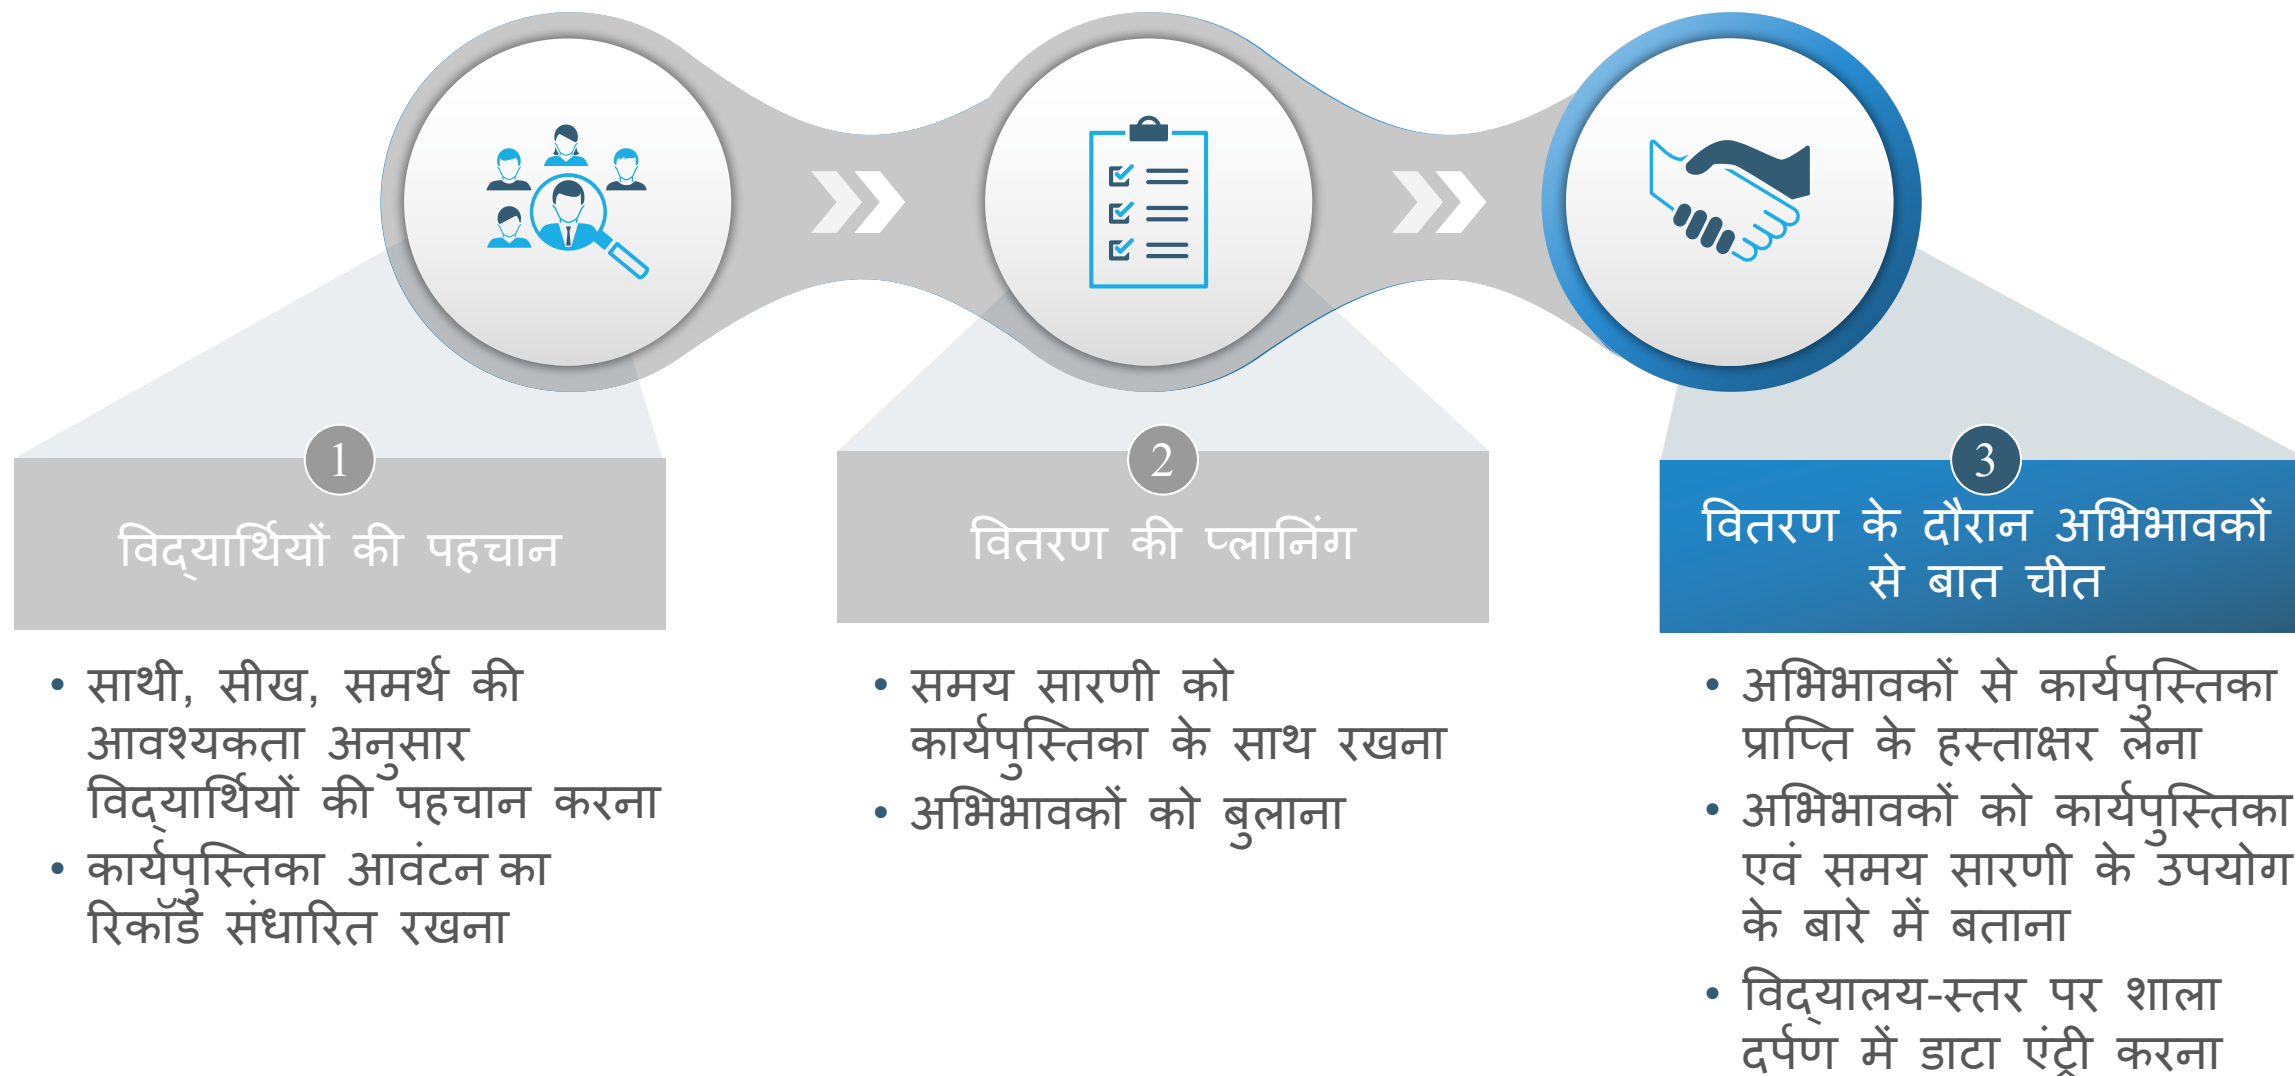 1
विद्यार्थियों की पहचान
• साथी, सीख, समर्थ की
आवश्यकता अनुसार
विद्यार्थियों की पहचान करना
• कार्यपुस्तिका आवंटन का
रिकॉर्ड संधारित रखना
2
वितरण की प्लानिंग
• समय सारणी को
कार्यपुस्तिका के साथ रखना
• अभिभावकों को बुलाना
3
वितरण के दौरान अभिभावकों
से बात चीत
• अभिभावकों से कार्यपुस्तिका
प्राप्ति के हस्ताक्षर लेना
• अभिभावकों को कार्यपुस्तिका
एवं समय सारणी के उपयोग
के बारे में बताना
• विद्यालय-स्तर पर शाला
दर्पण में डाटा एंट्री करना